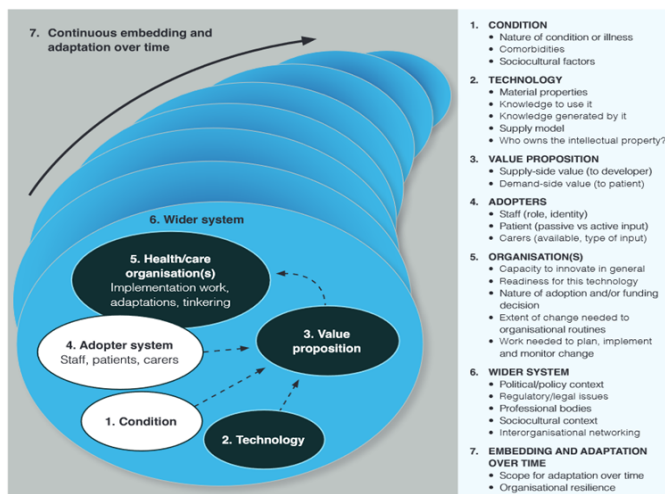 7. Continuous embedding and
adaptation over time
6. Wider system
5. Health/care
organisation(s)
Implementation work,
adaptations, tinkering
4. Adopter system
Staff, patients, carers
3. Value
proposition
1. Condition
2. Technology
1. CONDITION
• Nature of condition or illness
• Comorbidities
• Sociocultural factors
2. TECHNOLOGY
• Material properties
• Knowledge to use it
• Knowledge generated by it
• Supply model
• Who owns the intellectual property?
3. VALUE PROPOSITION
• Supply-side value (to developer)
• Demand-side value (to patient)
4. ADOPTERS
• Staff (role, identity)
• Patient (passive vs active input)
• Carers (available, type of input)
5. ORGANISATION(S)
• Capacity to innovate in general
• Readiness for this technology
• Nature of adoption and/or funding
decision
• Extent of change needed to
organisational routines
• Work needed to plan, implement
and monitor change
6. WIDER SYSTEM
• Political/policy context
• Regulatory/legal issues
• Professional bodies
• Sociocultural context
• Interorganisational networking
7. EMBEDDING AND ADAPTATION
OVER TIME
• Scope for adaptation over time
• Organisational resilience